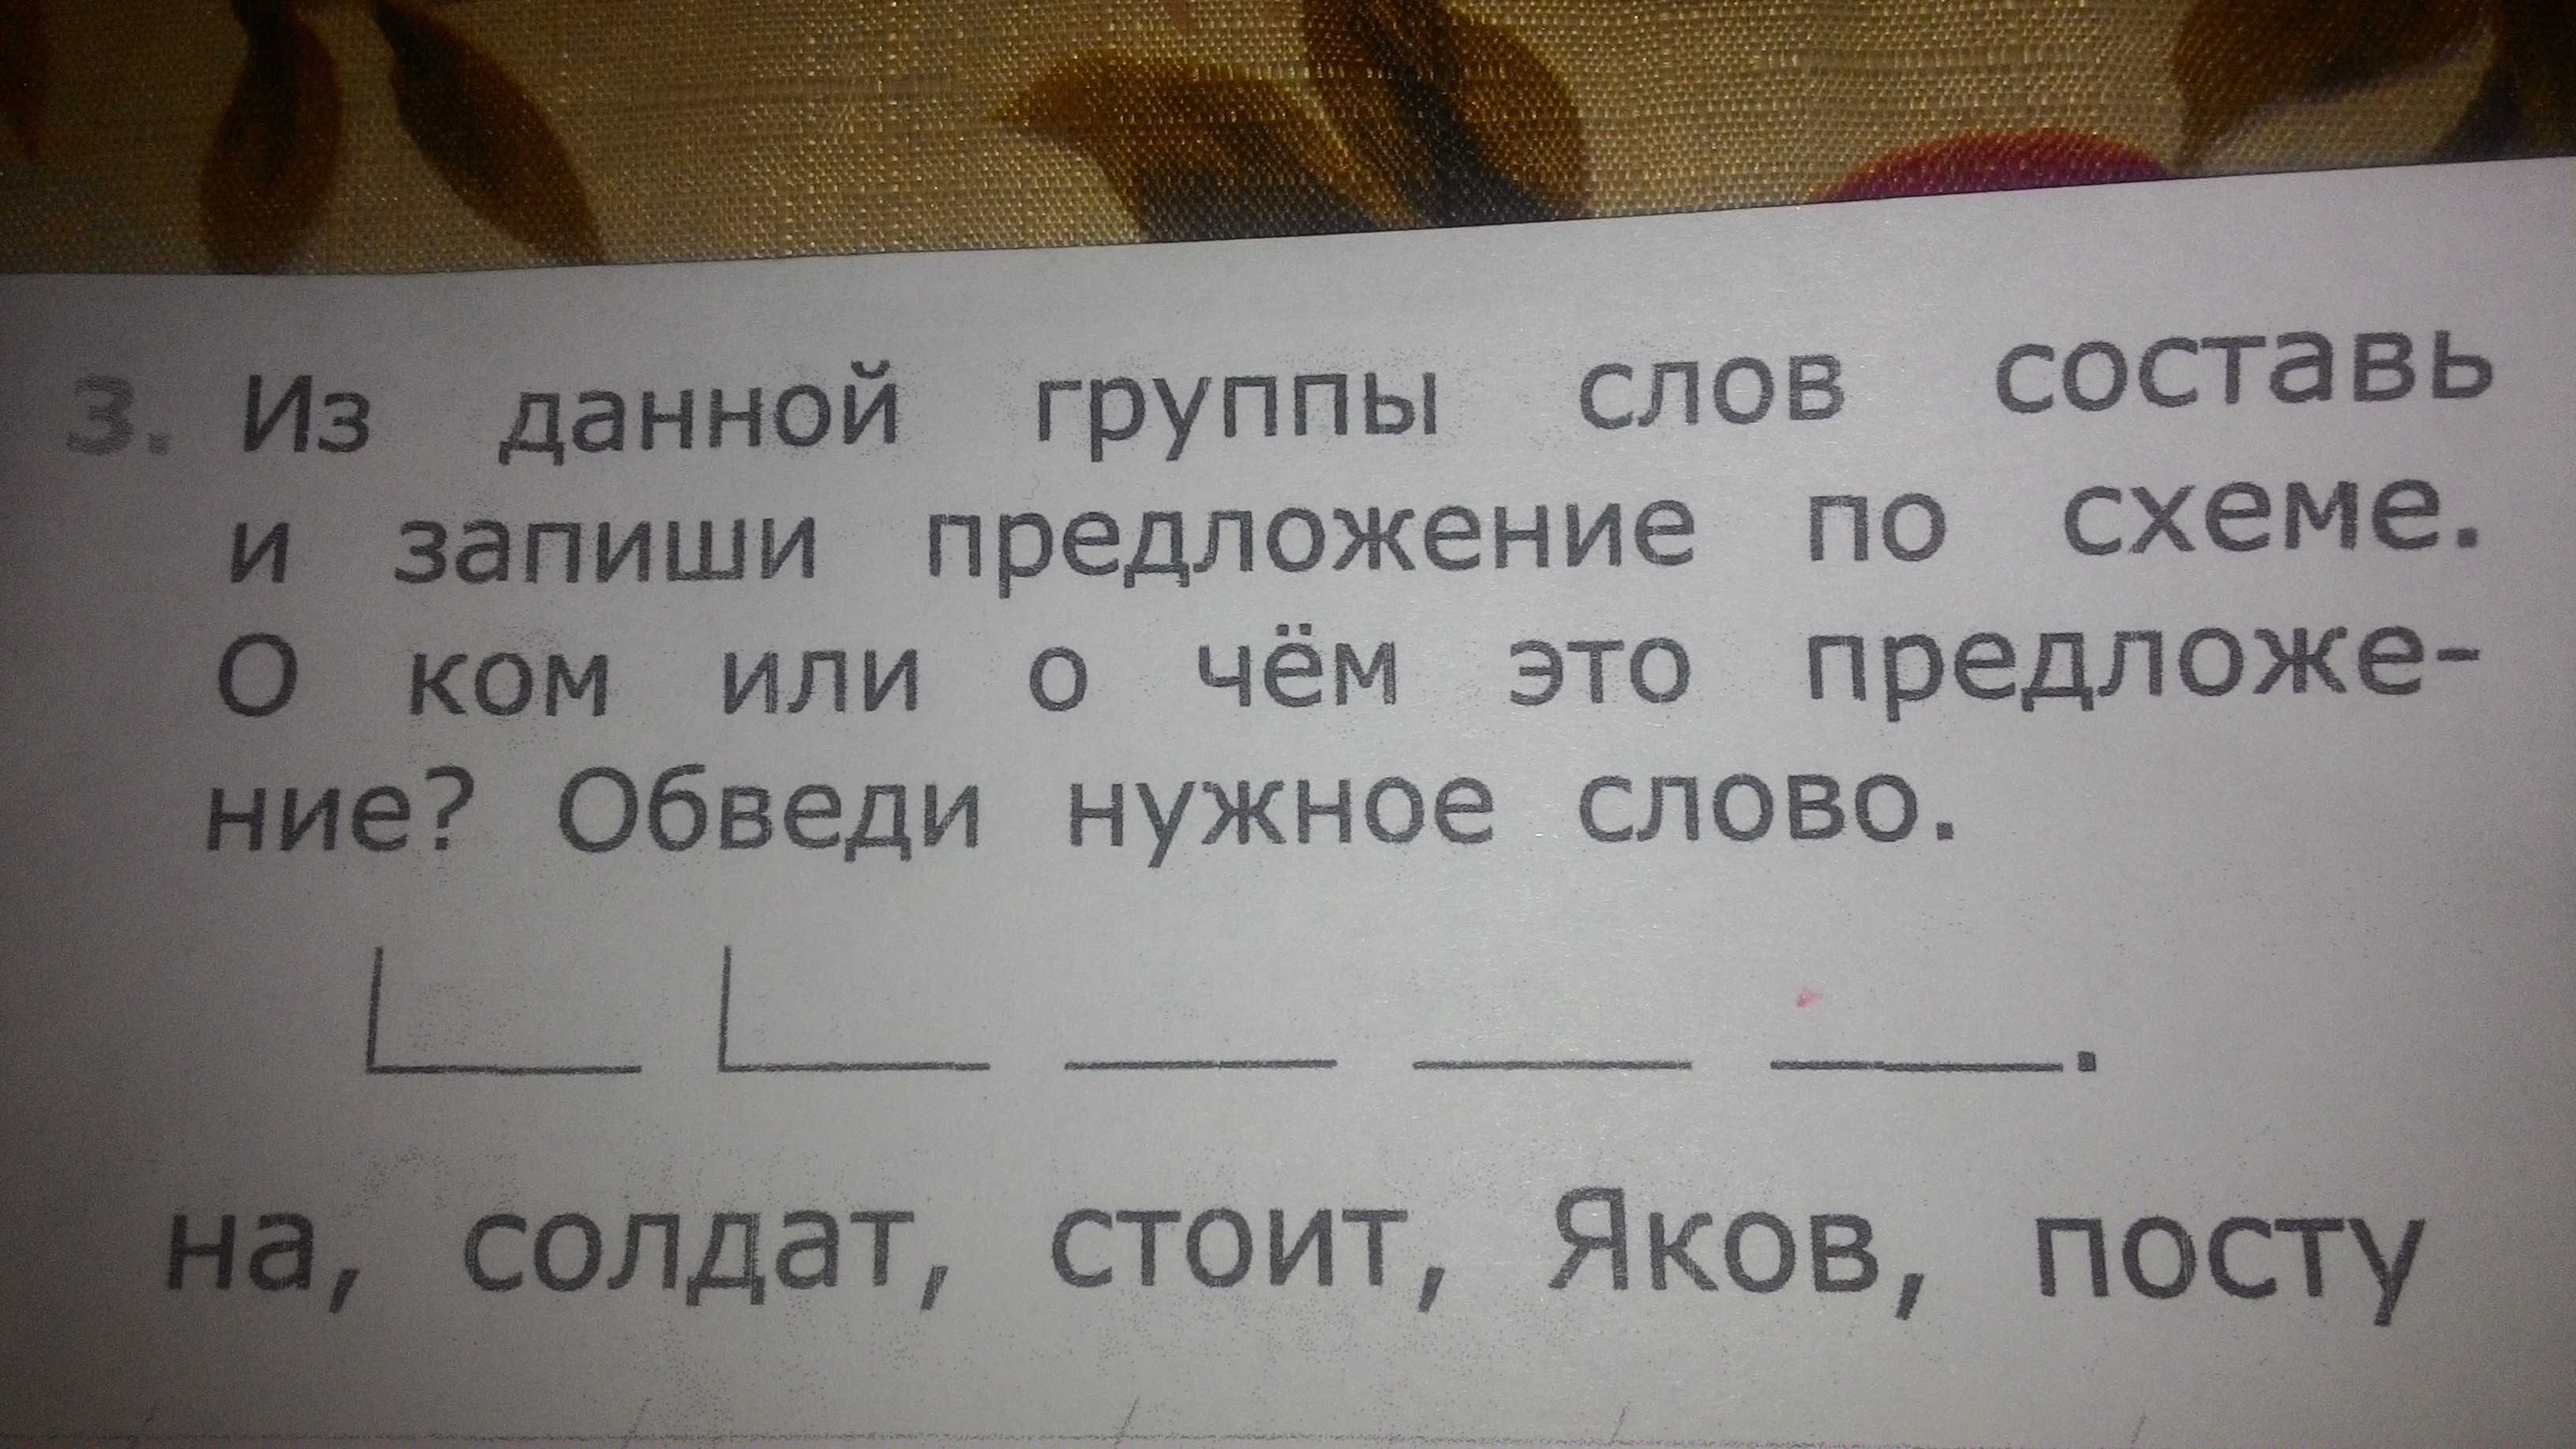 3. Из данной группы слов составь
и запиши предложение по схеме.
О ком или о чём это предложе-
ние? Обведи нужное слово.
на, солдат, стоит, Яков, посту